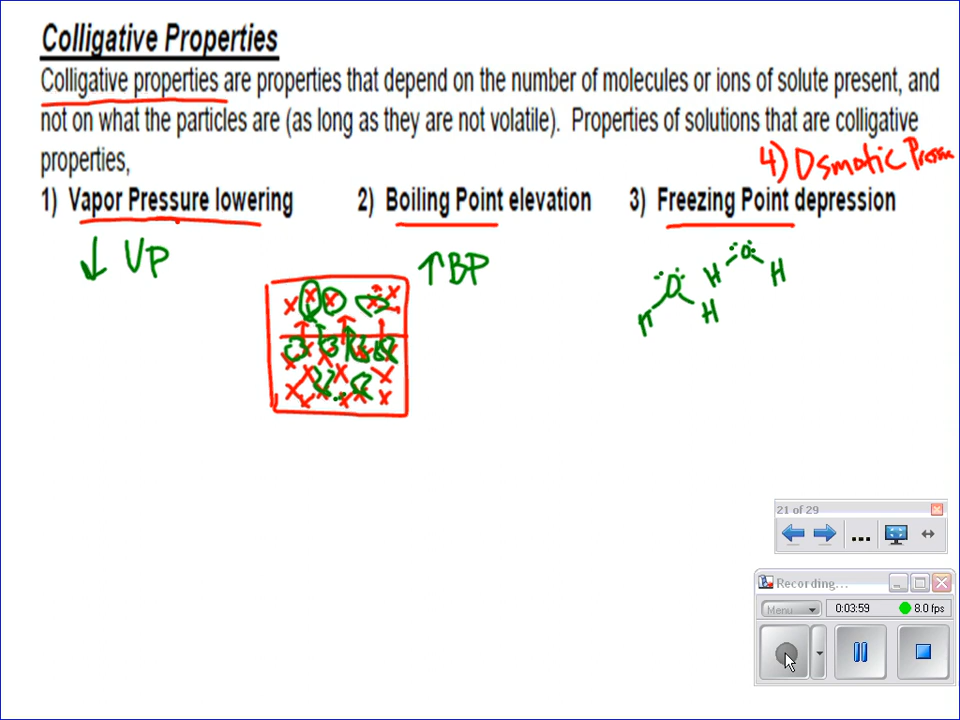 Colligative Properties
Colligative properties are properties that depend on the number of molecules or ions of solute present, and
not on what the particles are (as long as they are not volatile). Properties of solutions that are colligative
properties,
4) Osmotic Pressu
1) Vapor Pressure lowering 2) Boiling Point elevation 3) Freezing Point depression
↓ VP
↑ BP
O H H
O H H
21 of 29
...
Recording...
Menu 0:03:59 8.0 fps